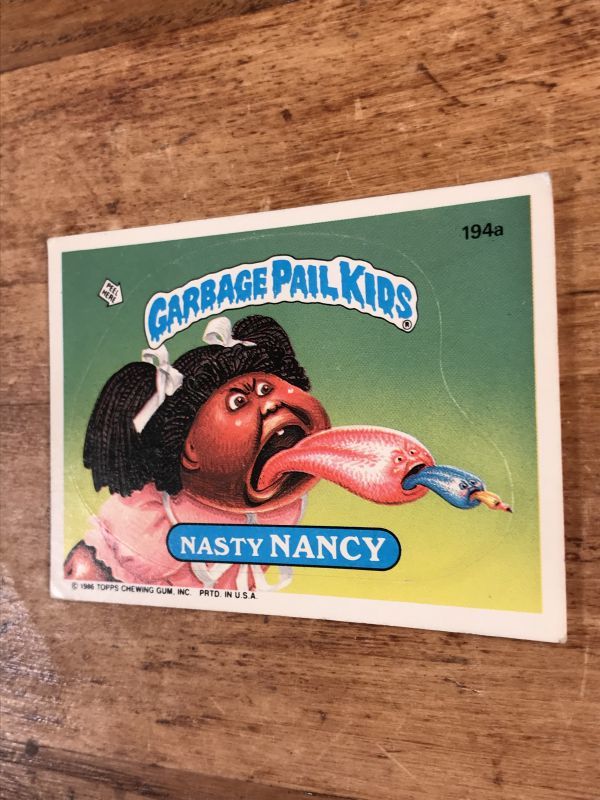 194a
PEEL
HERE
GARBAGE PAIL KIDS®
NASTY NANCY
© 1986 TOPPS CHEWING GUM, INC. PRTD. IN U.S.A.